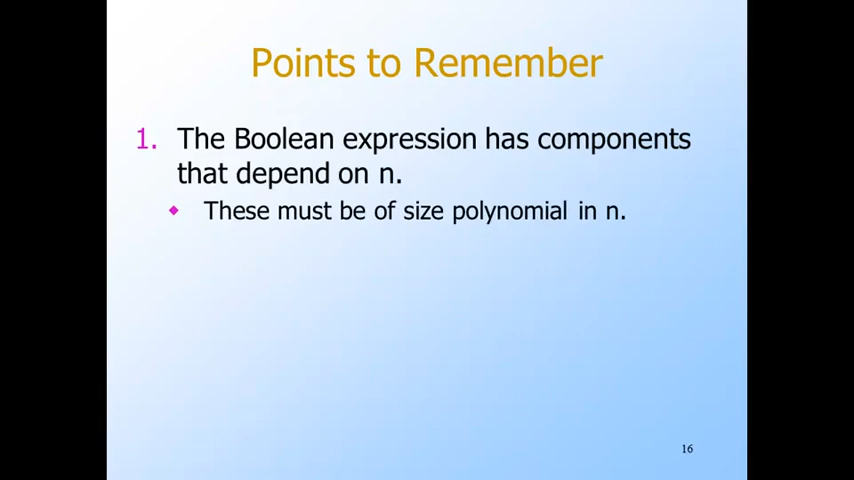 Points to Remember
1. The Boolean expression has components
that depend on n.
These must be of size polynomial in n.
16